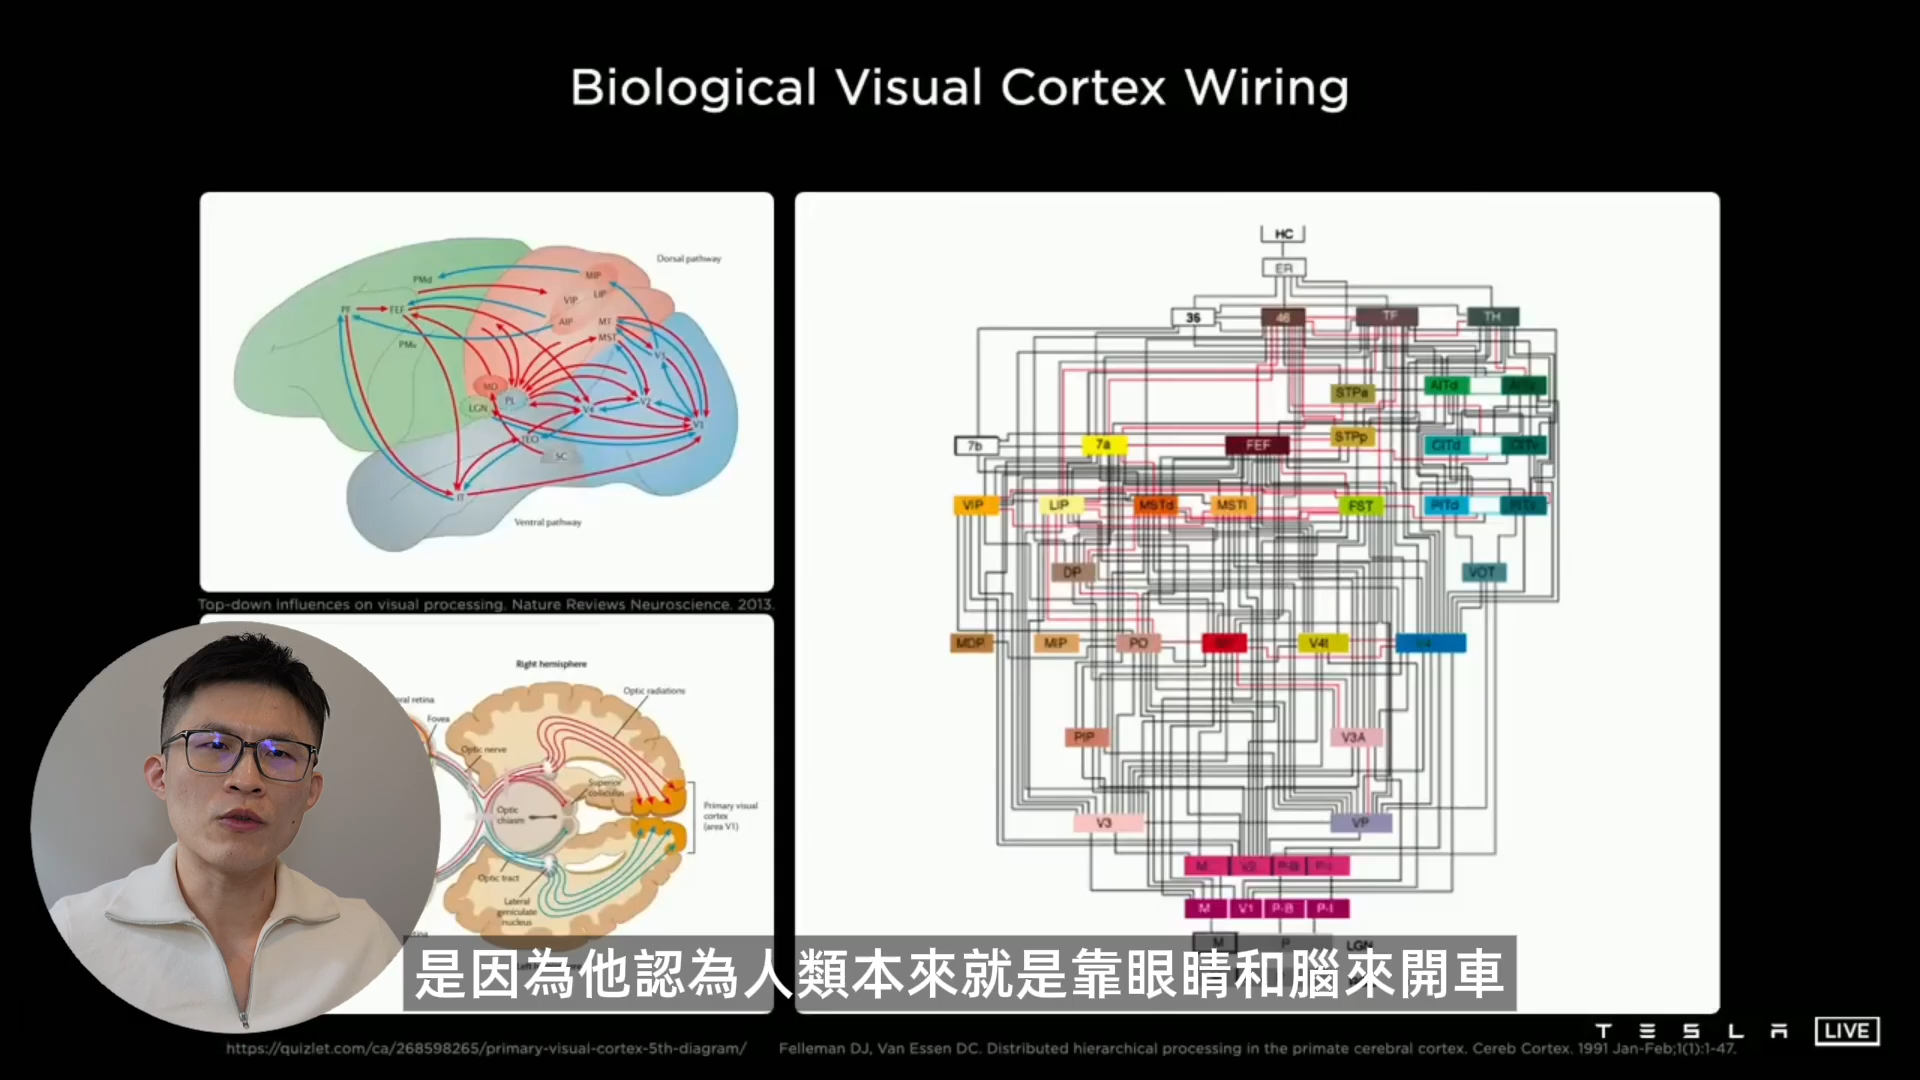 Biological Visual Cortex Wiring
Dorsal pathway
PMd
MIP
VIP
LIP
PF
FEF
AIP
MT
MST
PMv
MD
PL
LGN
V4
V2
V1
TEO
SC
IT
Ventral pathway
Top-down influences on visual processing. Nature Reviews Neuroscience. 2013.
Right hemisphere
Optic radiations
Fovea
Optic nerve
Superior
colliculus
Optic
chiasm
Primary visual
cortex
(area V1)
Optic tract
Lateral
geniculate
nucleus
HC
ER
36
46
TF
TH
STPa
AITd
7b
7a
FEF
STPp
CITd
CITv
VIP
LIP
MSTd
MSTl
FST
PITd
PITv
DP
VOT
MDP
MIP
PO
V4t
V4
PIP
V3A
V3
VP
M
V2
M
V1
P-B
P-I
M
P
LGN
是因為他認為人類本來就是靠眼睛和腦來開車
TESLA LIVE
https://quizlet.com/ca/268598265/primary-visual-cortex-5th-diagram/
Felleman DJ, Van Essen DC. Distributed hierarchical processing in the primate cerebral cortex. Cereb Cortex. 1991 Jan-Feb;1(1):1-47.